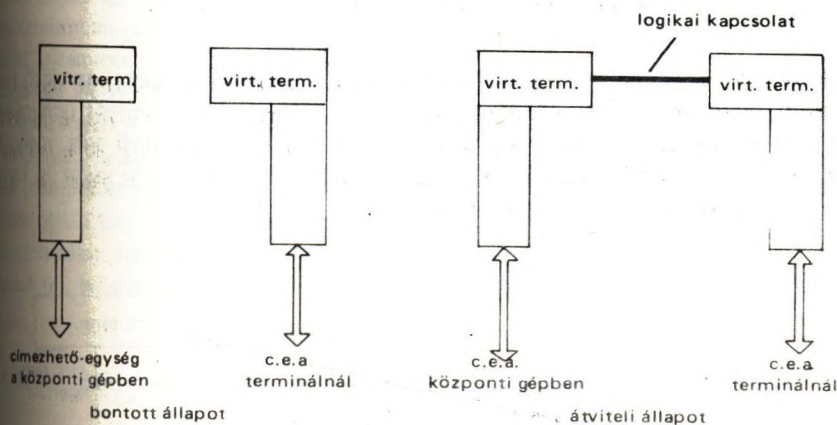 logikai kapcsolat
vitr. term.
virt. term.
virt. term.
virt. term.
címezhető-egység
a központi gépben
c.e.a
terminálnál
c.e.a.
központi gépben
c.e.a
terminálnál
bontott állapot
átviteli állapot